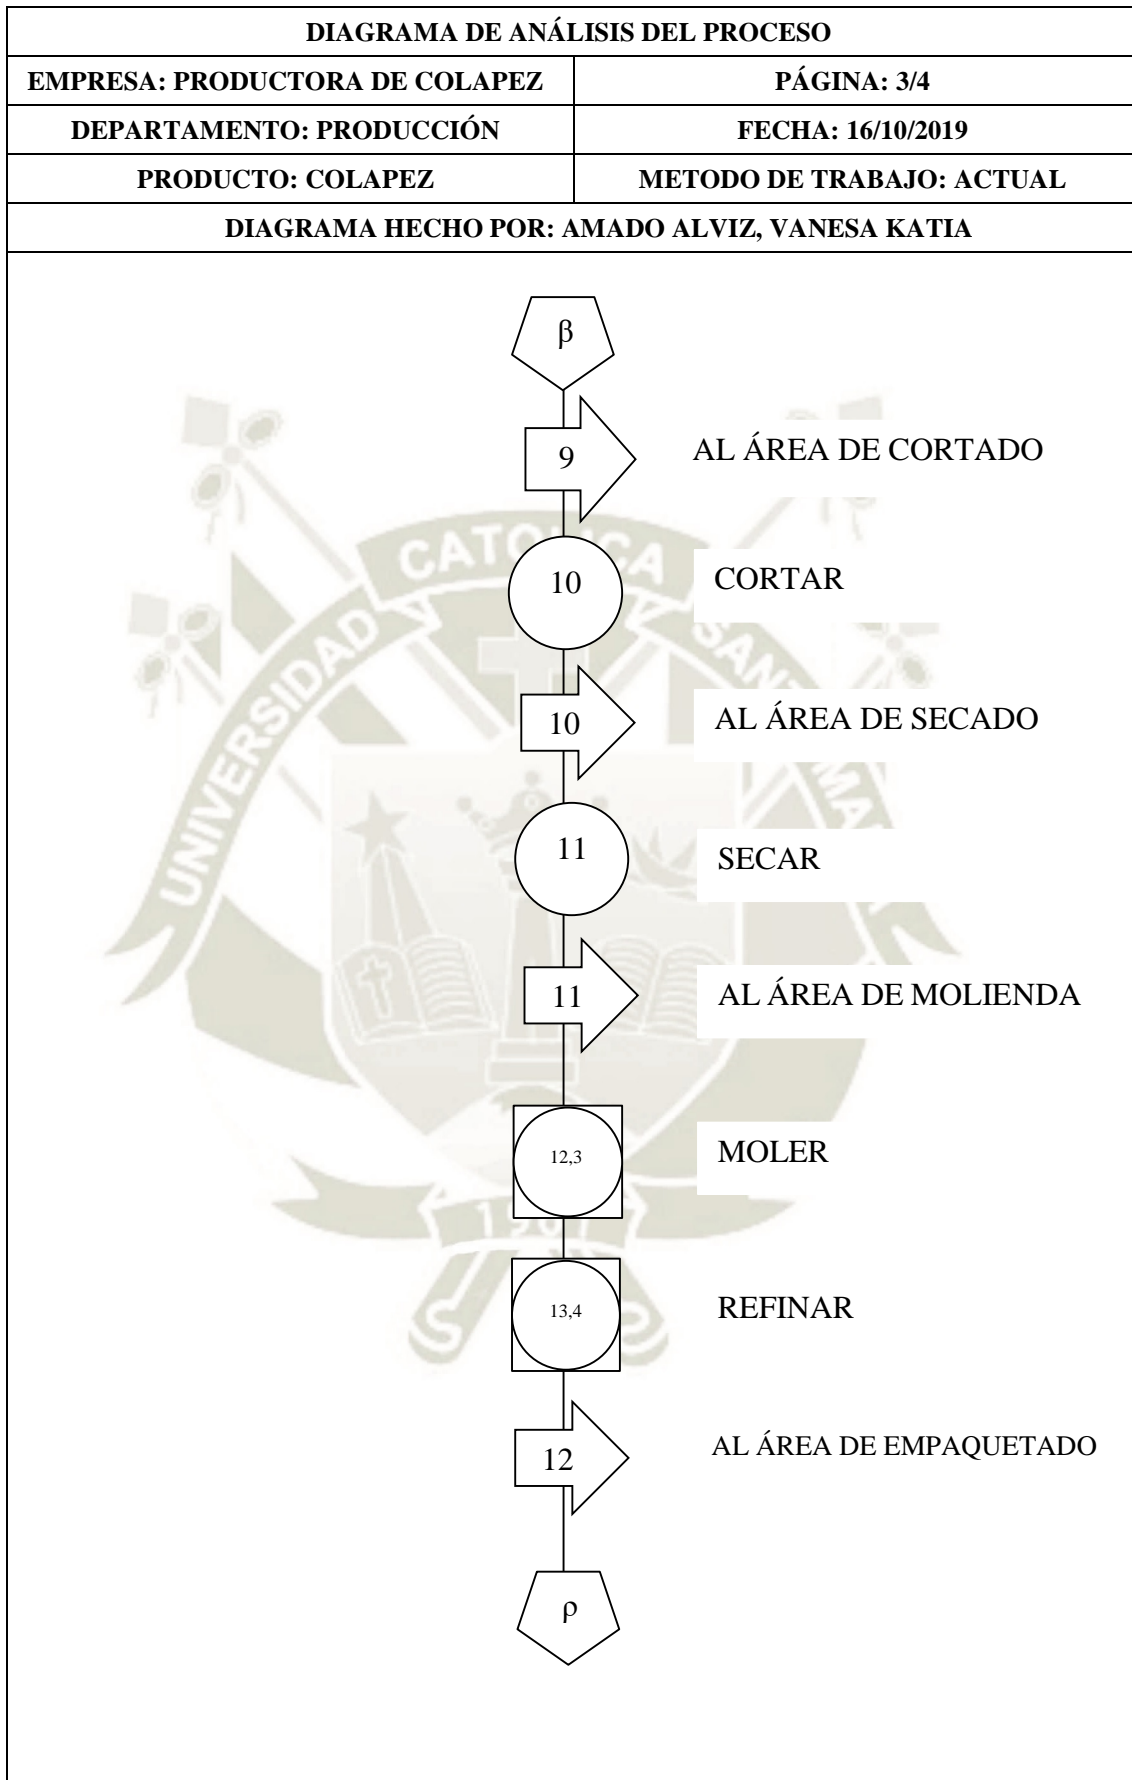 DIAGRAMA DE ANÁLISIS DEL PROCESO
EMPRESA: PRODUCTORA DE COLAPEZ
PÁGINA: 3/4
DEPARTAMENTO: PRODUCCIÓN
FECHA: 16/10/2019
PRODUCTO: COLAPEZ
METODO DE TRABAJO: ACTUAL
DIAGRAMA HECHO POR: AMADO ALVIZ, VANESA KATIA
β
9
AL ÁREA DE CORTADO
10
CORTAR
10
AL ÁREA DE SECADO
11
SECAR
11
AL ÁREA DE MOLIENDA
12,3
MOLER
13,4
REFINAR
12
AL ÁREA DE EMPAQUETADO
ρ
UNIVERSIDAD